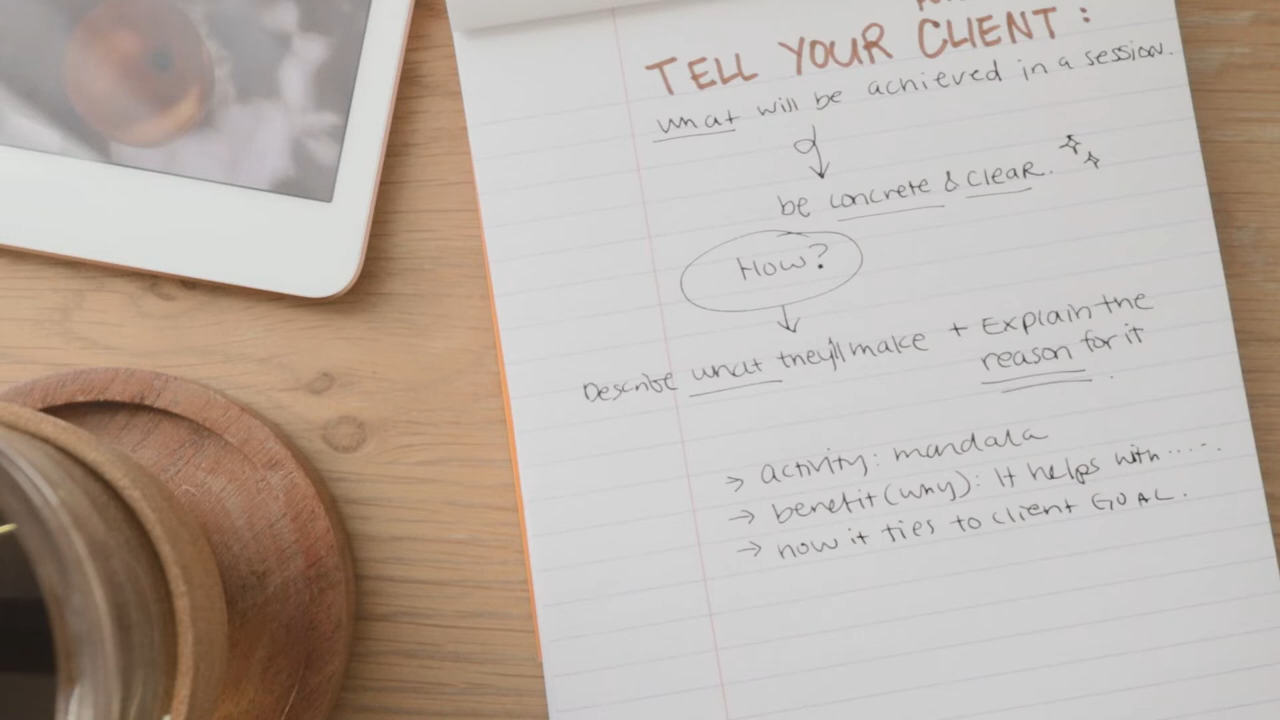 TELL YOUR CLIENT:
what will be achieved in a session.
be concrete & clear.
How?
Describe what they'll make + Explain the
reason for it.
→ activity: mandala
→ benefit (why): It helps with.....
→ how it ties to client GOAL.